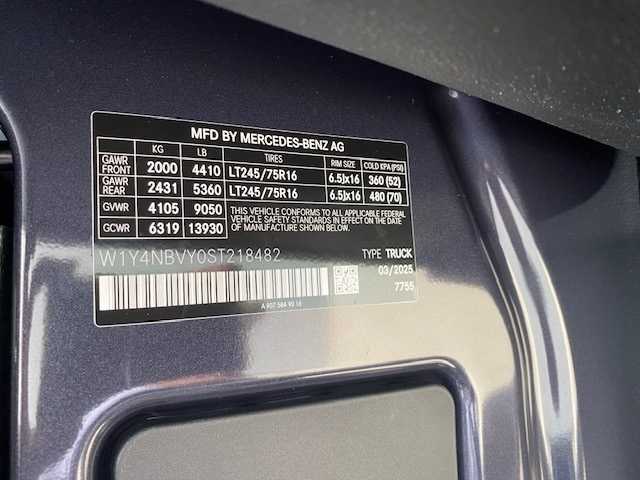 MFD BY MERCEDES-BENZ AG
KG LB TIRES RIM SIZE COLD KPA (PSI)
GAWR FRONT 2000 4410 LT245/75R16 6.5Jx16 360 (52)
GAWR REAR 2431 5360 LT245/75R16 6.5Jx16 480 (70)
GVWR 4105 9050
GCWR 6319 13930
THIS VEHICLE CONFORMS TO ALL APPLICABLE FEDERAL MOTOR
VEHICLE SAFETY STANDARDS IN EFFECT ON THE DATE
OF MANUFACTURE SHOWN ABOVE.
W1Y4NBVY0ST218482
TYPE TRUCK
03/2025
7755